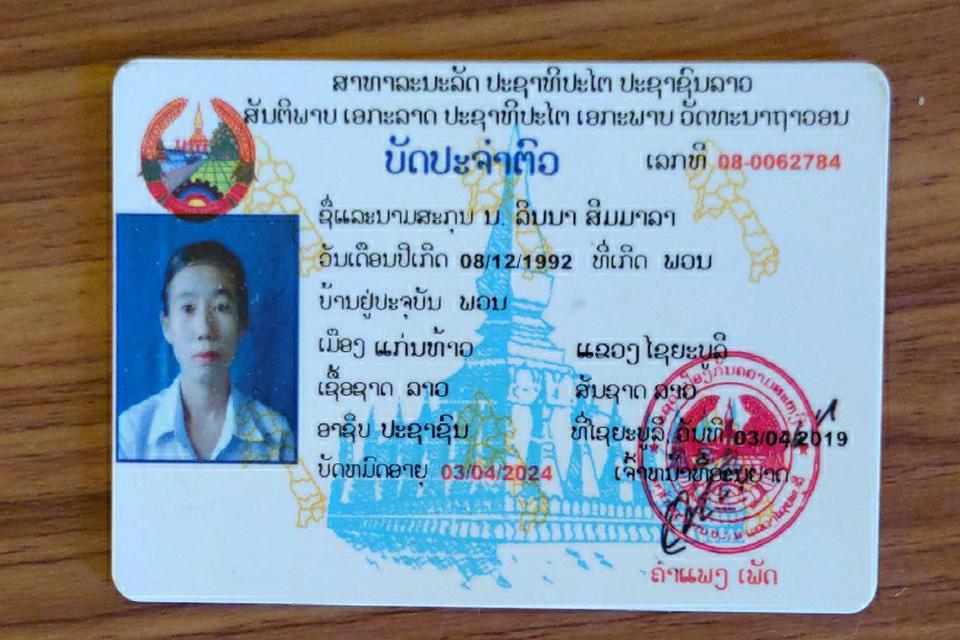 ສາທາລະນະລັດ ປະຊາທິປະໄຕ ປະຊາຊົນລາວ
ສັນຕິພາບ ເອກະລາດ ປະຊາທິປະໄຕ ເອກະພາບ ວັດທະນາຖາວອນ
ບັດປະຈຳຕົວ ເລກທີ 08-0062784
ຊື່ແລະນາມສະກຸນ ນ. ລິນນາ ສິມມາລາ
ວັນເດືອນປີເກີດ 08/12/1992 ທີ່ເກີດ ພວນ
ບ້ານຢູ່ປະຈຸບັນ ພວນ
ເມືອງ ແກ່ນທ້າວ ແຂວງ ໄຊຍະບູລີ
ເຊື້ອຊາດ ລາວ ສັນຊາດ ລາວ
ອາຊີບ ປະຊາຊົນ ທີ່ໄຊຍະບູລີ, ວັນທີ 03/04/2019
ບັດຫມົດອາຍຸ 03/04/2024 ເຈົ້າຫນ້າທີ່ອະນຸຍາດ
ຄຳແພງ ເພັດ